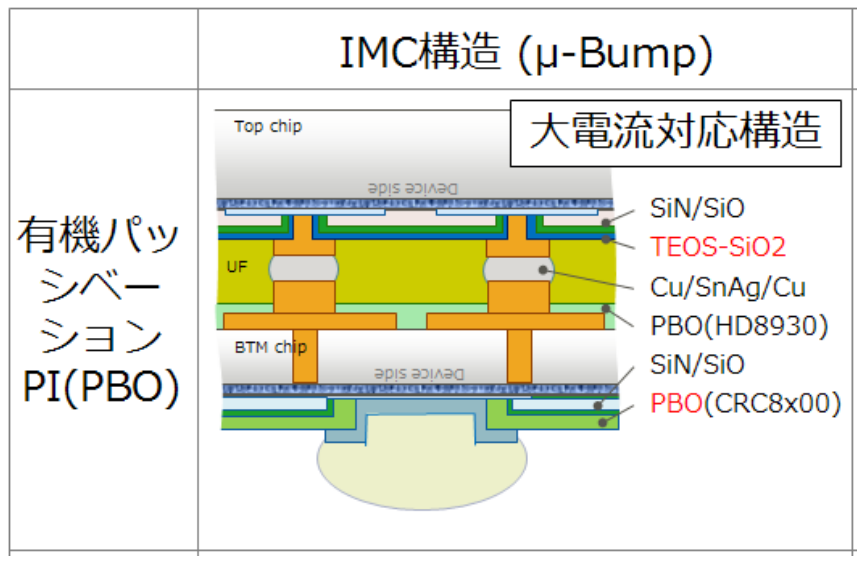 IMC構造 (μ-Bump)
有機パッ
シベー
ション
PI(PBO)
大電流対応構造
Top chip
Device side
UF
BTM chip
Device side
SiN/SiO
TEOS-SiO2
Cu/SnAg/Cu
PBO(HD8930)
SiN/SiO
PBO(CRC8x00)